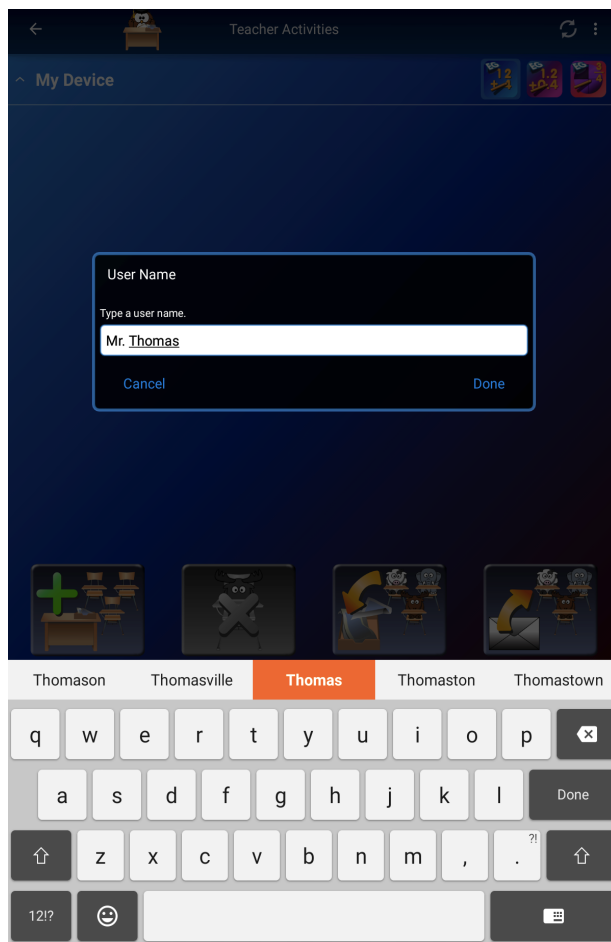 Teacher Activities
My Device
User Name
Type a user name.
Mr. Thomas
Cancel Done
Thomason Thomasville Thomas Thomaston Thomastown
q w e r t y u i o p
a s d f g h j k l Done
z x c v b n m , . ?!
12!?